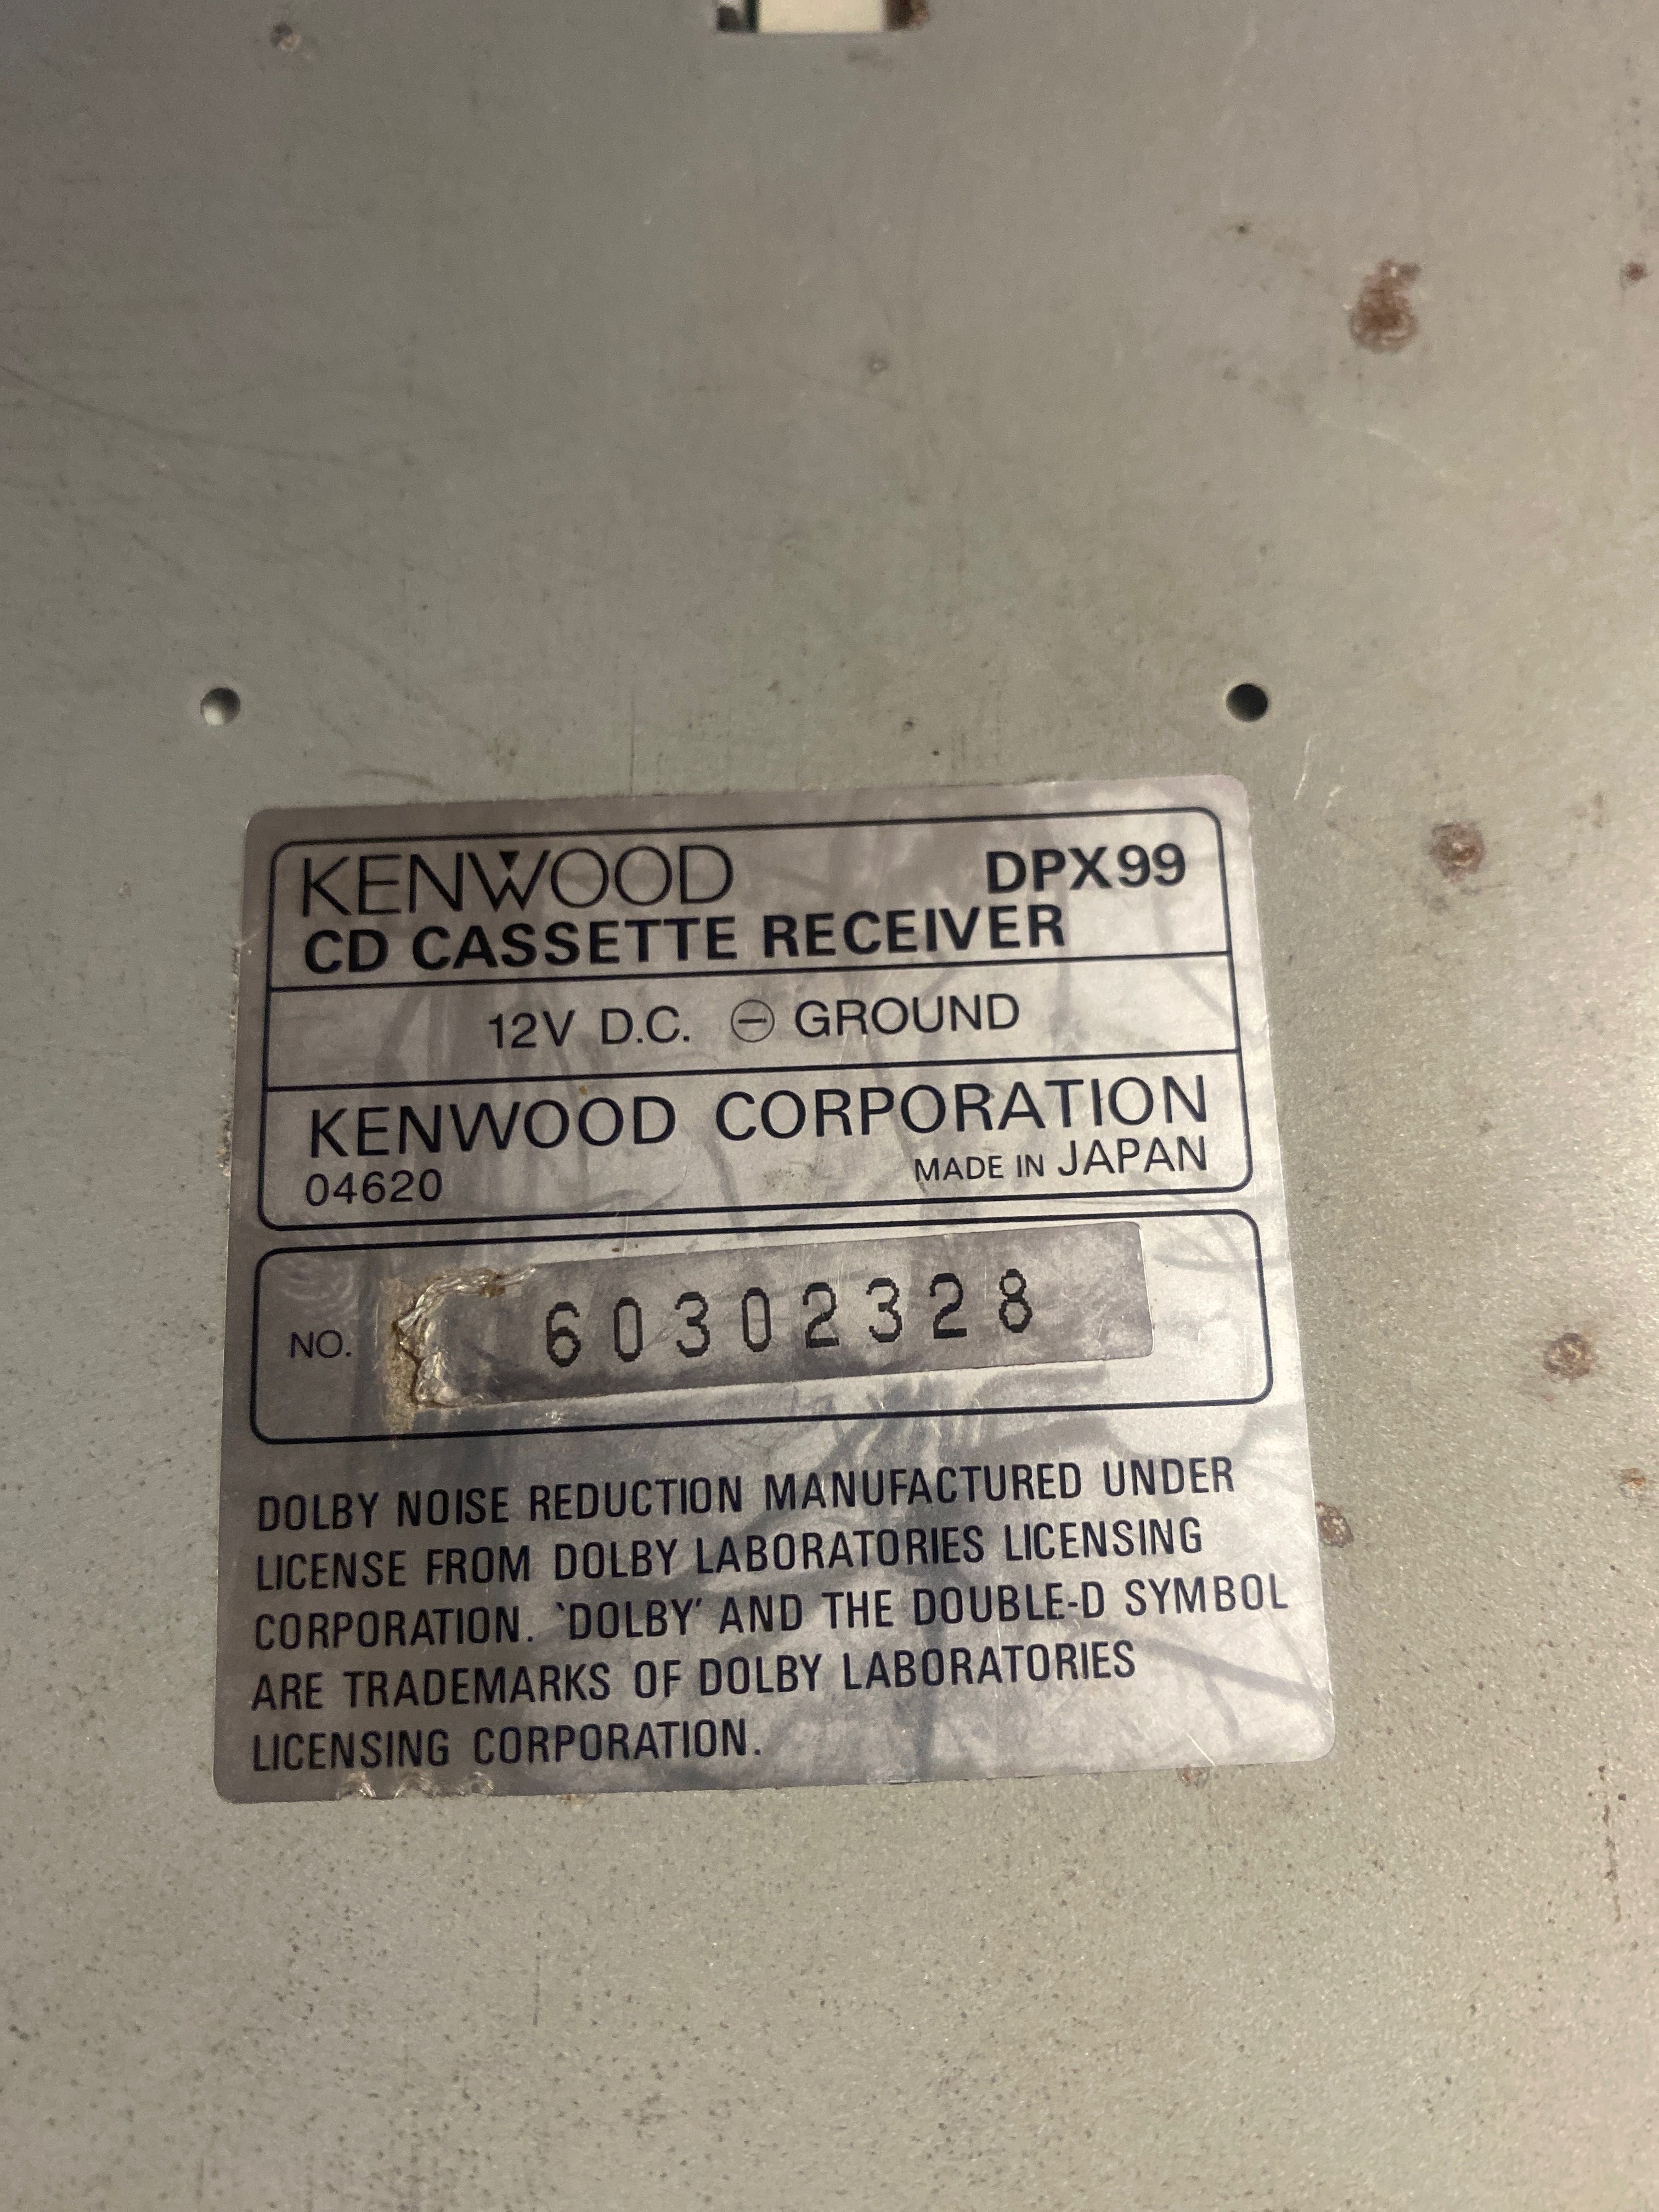 KENWOOD DPX99
CD CASSETTE RECEIVER
12V D.C. ⊖ GROUND
KENWOOD CORPORATION
04620 MADE IN JAPAN
NO. 60302328
DOLBY NOISE REDUCTION MANUFACTURED UNDER
LICENSE FROM DOLBY LABORATORIES LICENSING
CORPORATION. `DOLBY' AND THE DOUBLE-D SYMBOL
ARE TRADEMARKS OF DOLBY LABORATORIES
LICENSING CORPORATION.